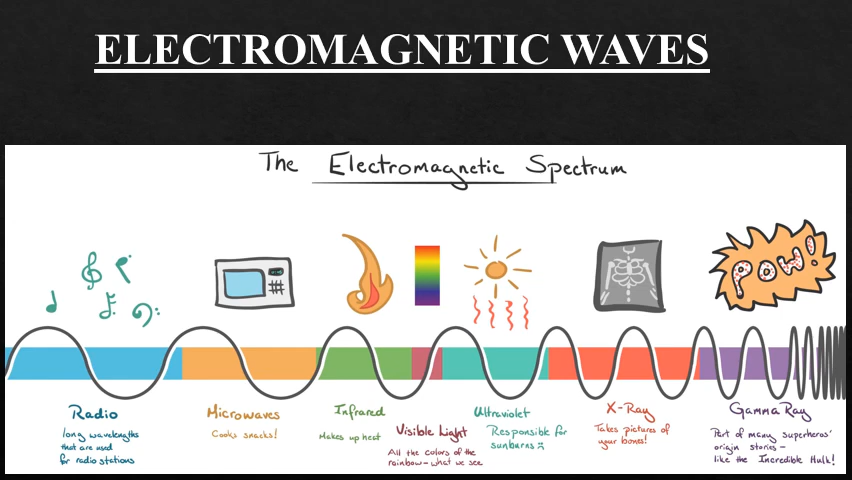 ELECTROMAGNETIC WAVES
The Electromagnetic Spectrum
POW!
Radio
long wavelengths
that are used
for radio stations
Microwaves
Cooks snacks!
Infrared
Makes up heat
Visible Light
All the colors of the
rainbow - what we see
Ultraviolet
Responsible for
sunburns :(
X-Ray
Takes pictures of
your bones!
Gamma Ray
Part of many superheros'
origin stories -
like the Incredible Hulk!